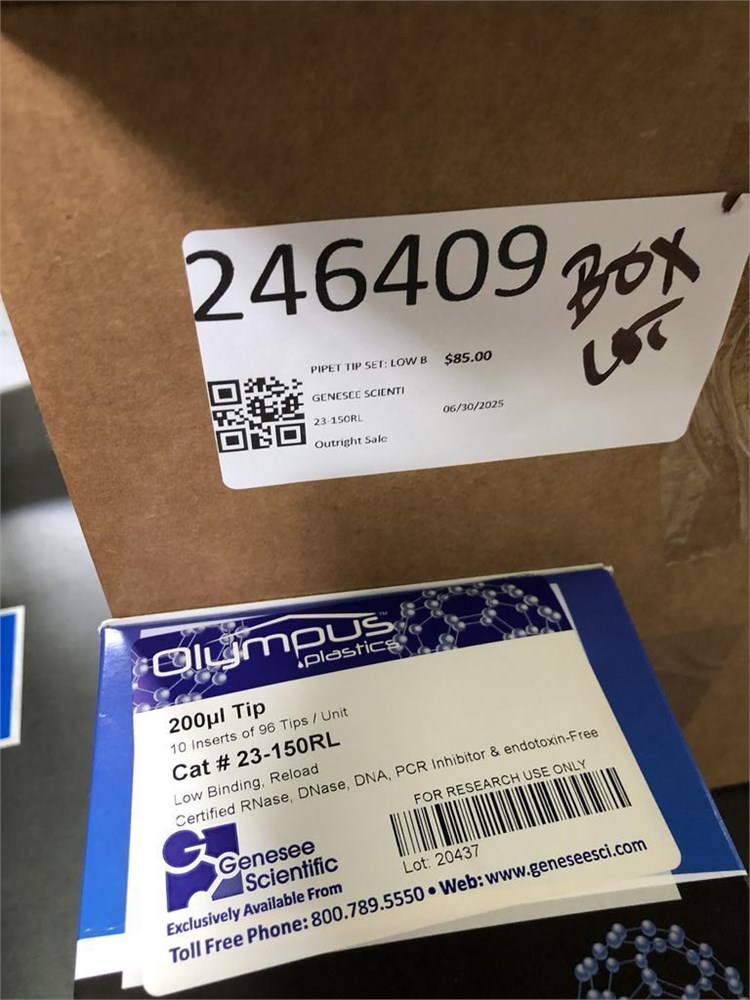 246409
BOX
LOT
PIPET TIP SET: LOW B $85.00
GENESEE SCIENTI
23-150RL 06/30/2025
Outright Sale
Olympus™
plastics
200µl Tip
10 Inserts of 96 Tips / Unit
Cat # 23-150RL
Low Binding, Reload
Certified RNase, DNase, DNA, PCR Inhibitor & endotoxin-Free
FOR RESEARCH USE ONLY
Lot: 20437
Genesee
Scientific
Exclusively Available From
Toll Free Phone: 800.789.5550 • Web: www.geneseesci.com